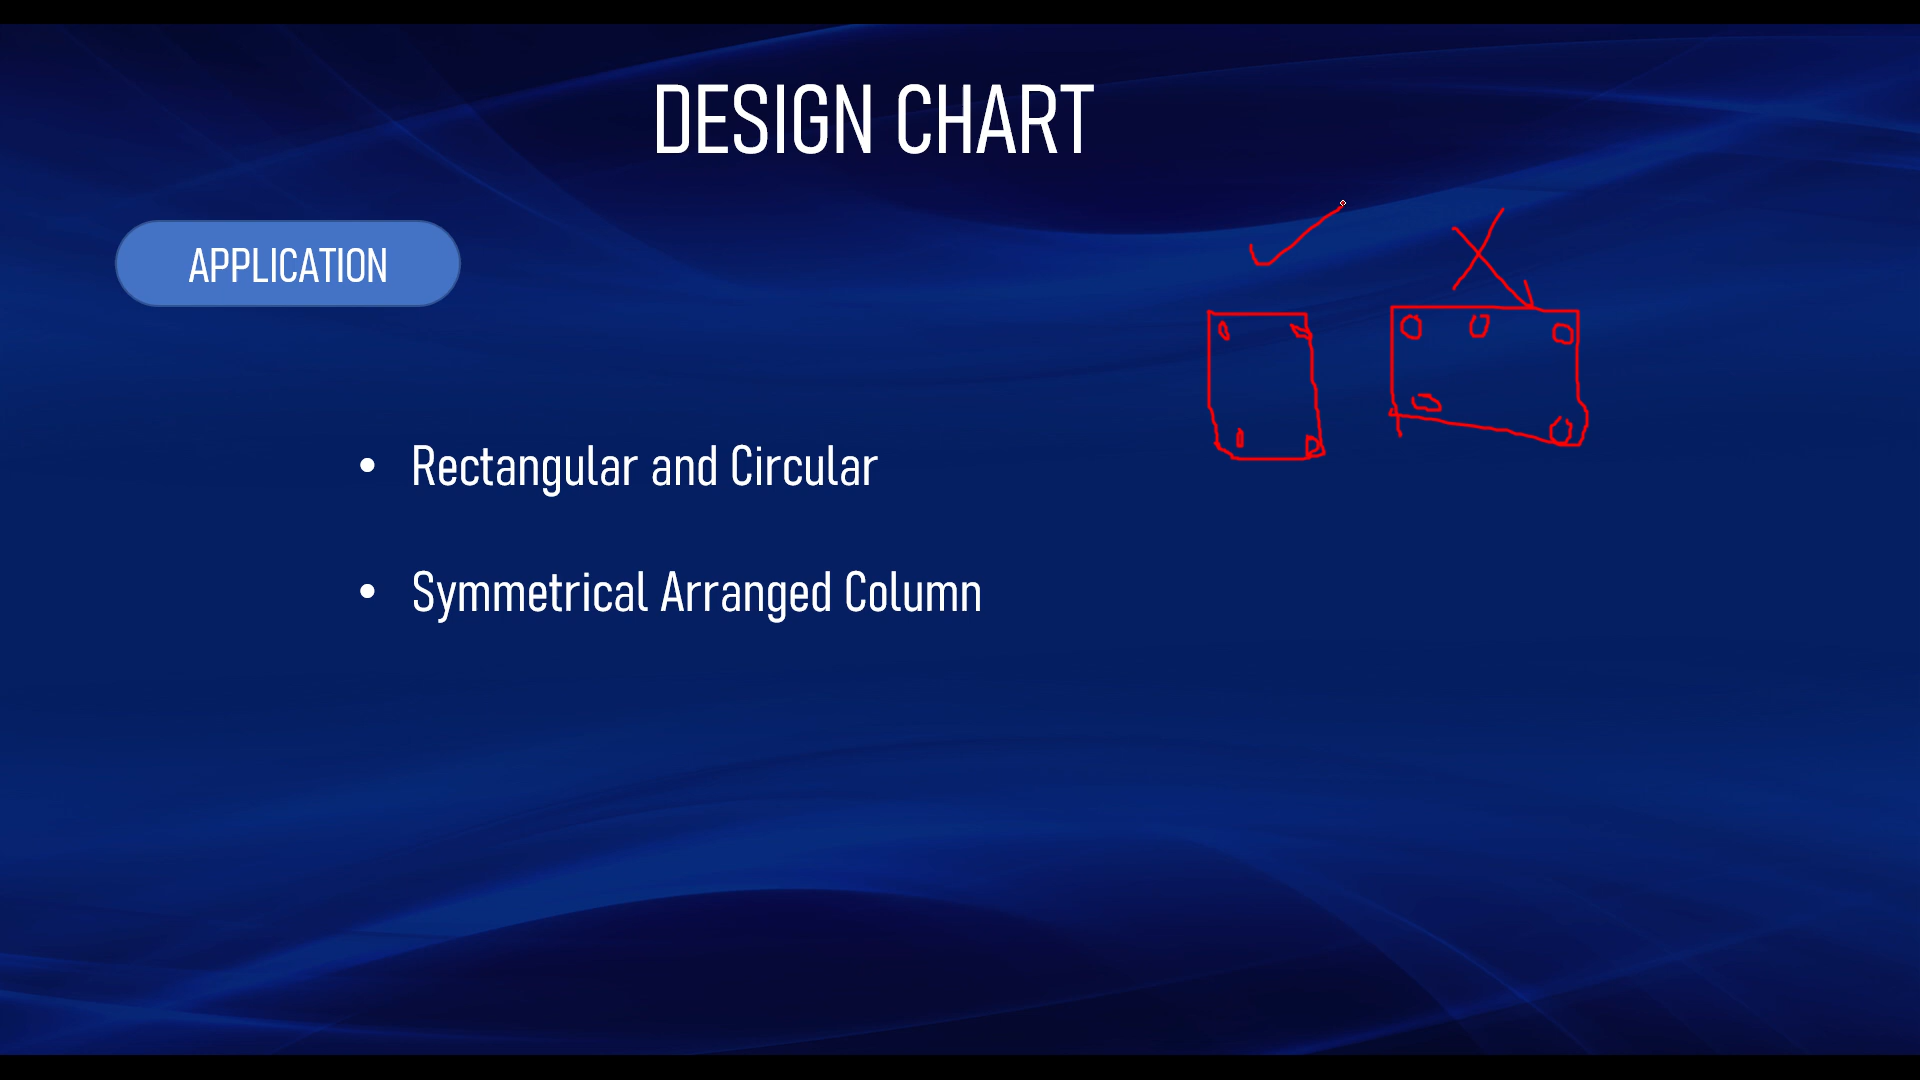 DESIGN CHART
APPLICATION
• Rectangular and Circular
• Symmetrical Arranged Column